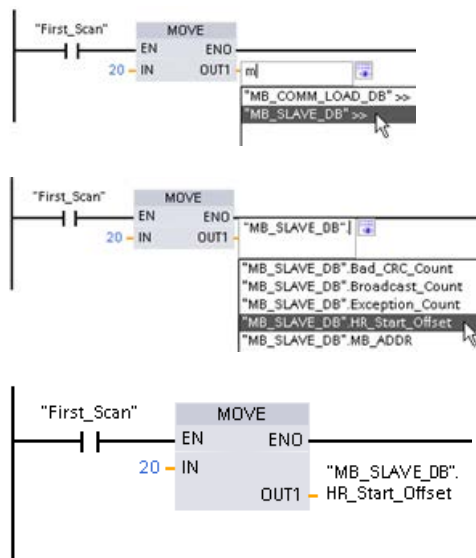 "First_Scan"
MOVE
EN ENO
20 IN OUT1 m
"MB_COMM_LOAD_DB" >>
"MB_SLAVE_DB" >>
"First_Scan"
MOVE
EN ENO
20 IN OUT1 "MB_SLAVE_DB".
"MB_SLAVE_DB".Bad_CRC_Count
"MB_SLAVE_DB".Broadcast_Count
"MB_SLAVE_DB".Exception_Count
"MB_SLAVE_DB".HR_Start_Offset
"MB_SLAVE_DB".MB_ADDR
"First_Scan"
MOVE
EN ENO
20 IN
"MB_SLAVE_DB".
OUT1 HR_Start_Offset